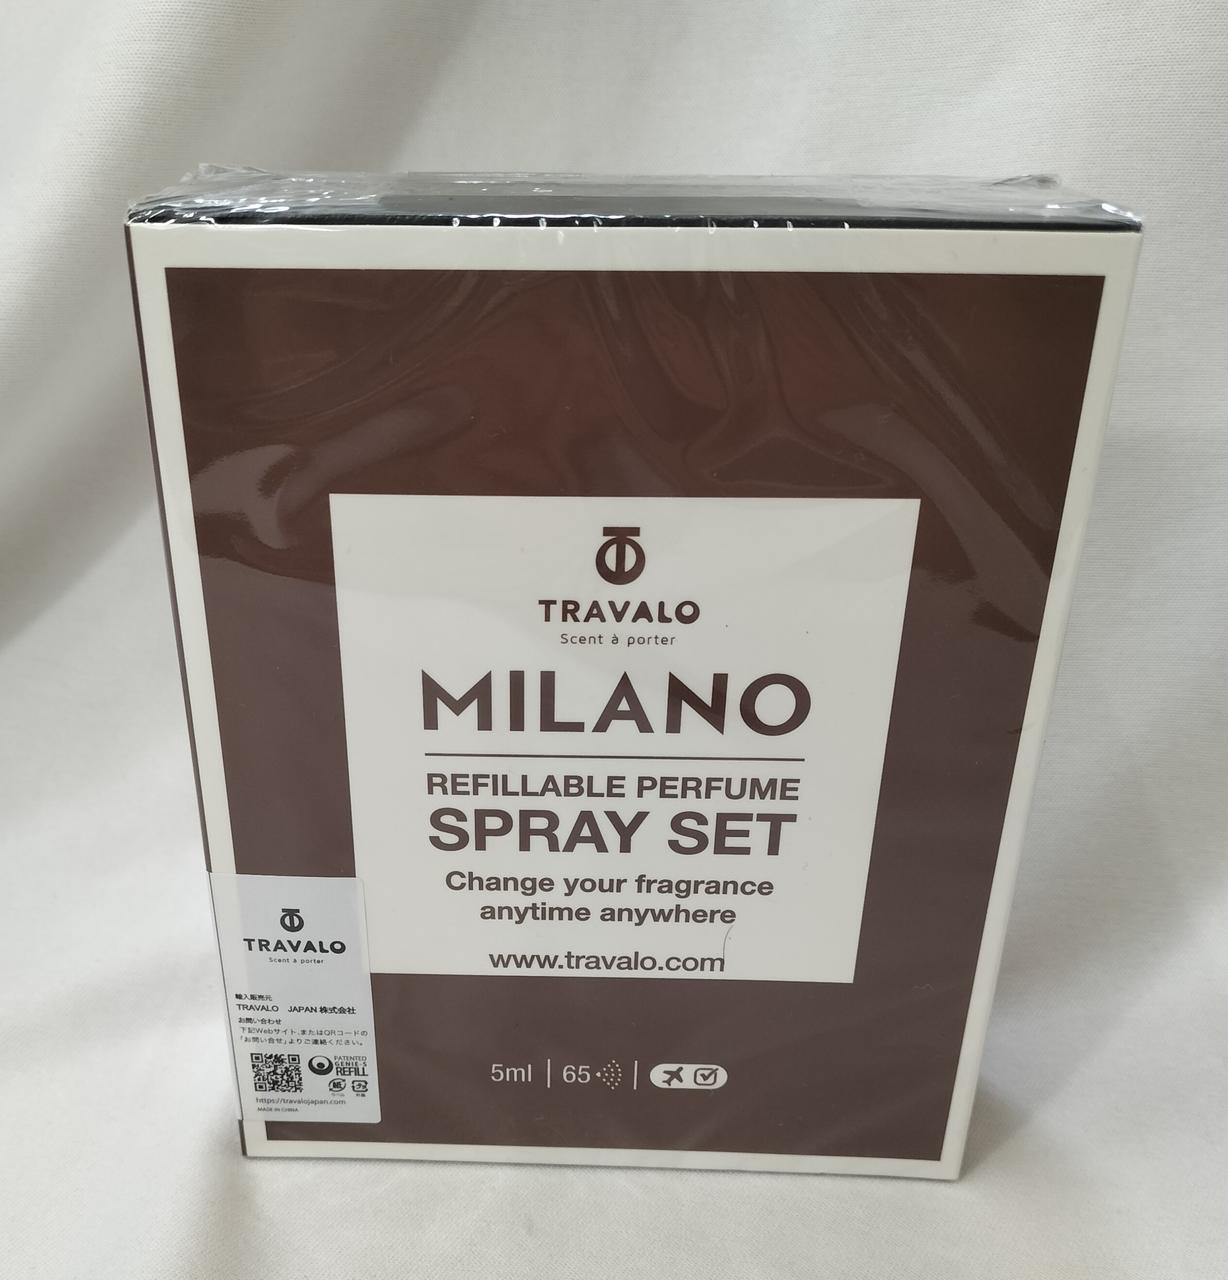 TRAVALO
Scent à porter
MILANO
REFILLABLE PERFUME
SPRAY SET
Change your fragrance
anytime anywhere
www.travalo.com
5ml | 65 |
TRAVALO
Scent à porter
輸入販売元
TRAVALO JAPAN 株式会社
お問い合わせ
下記Webサイト、またはQRコードの
「お問い合せ」よりご連絡ください。
PATENTED
GENIE-S
REFILL
https://travalojapan.com
MADE IN CHINA